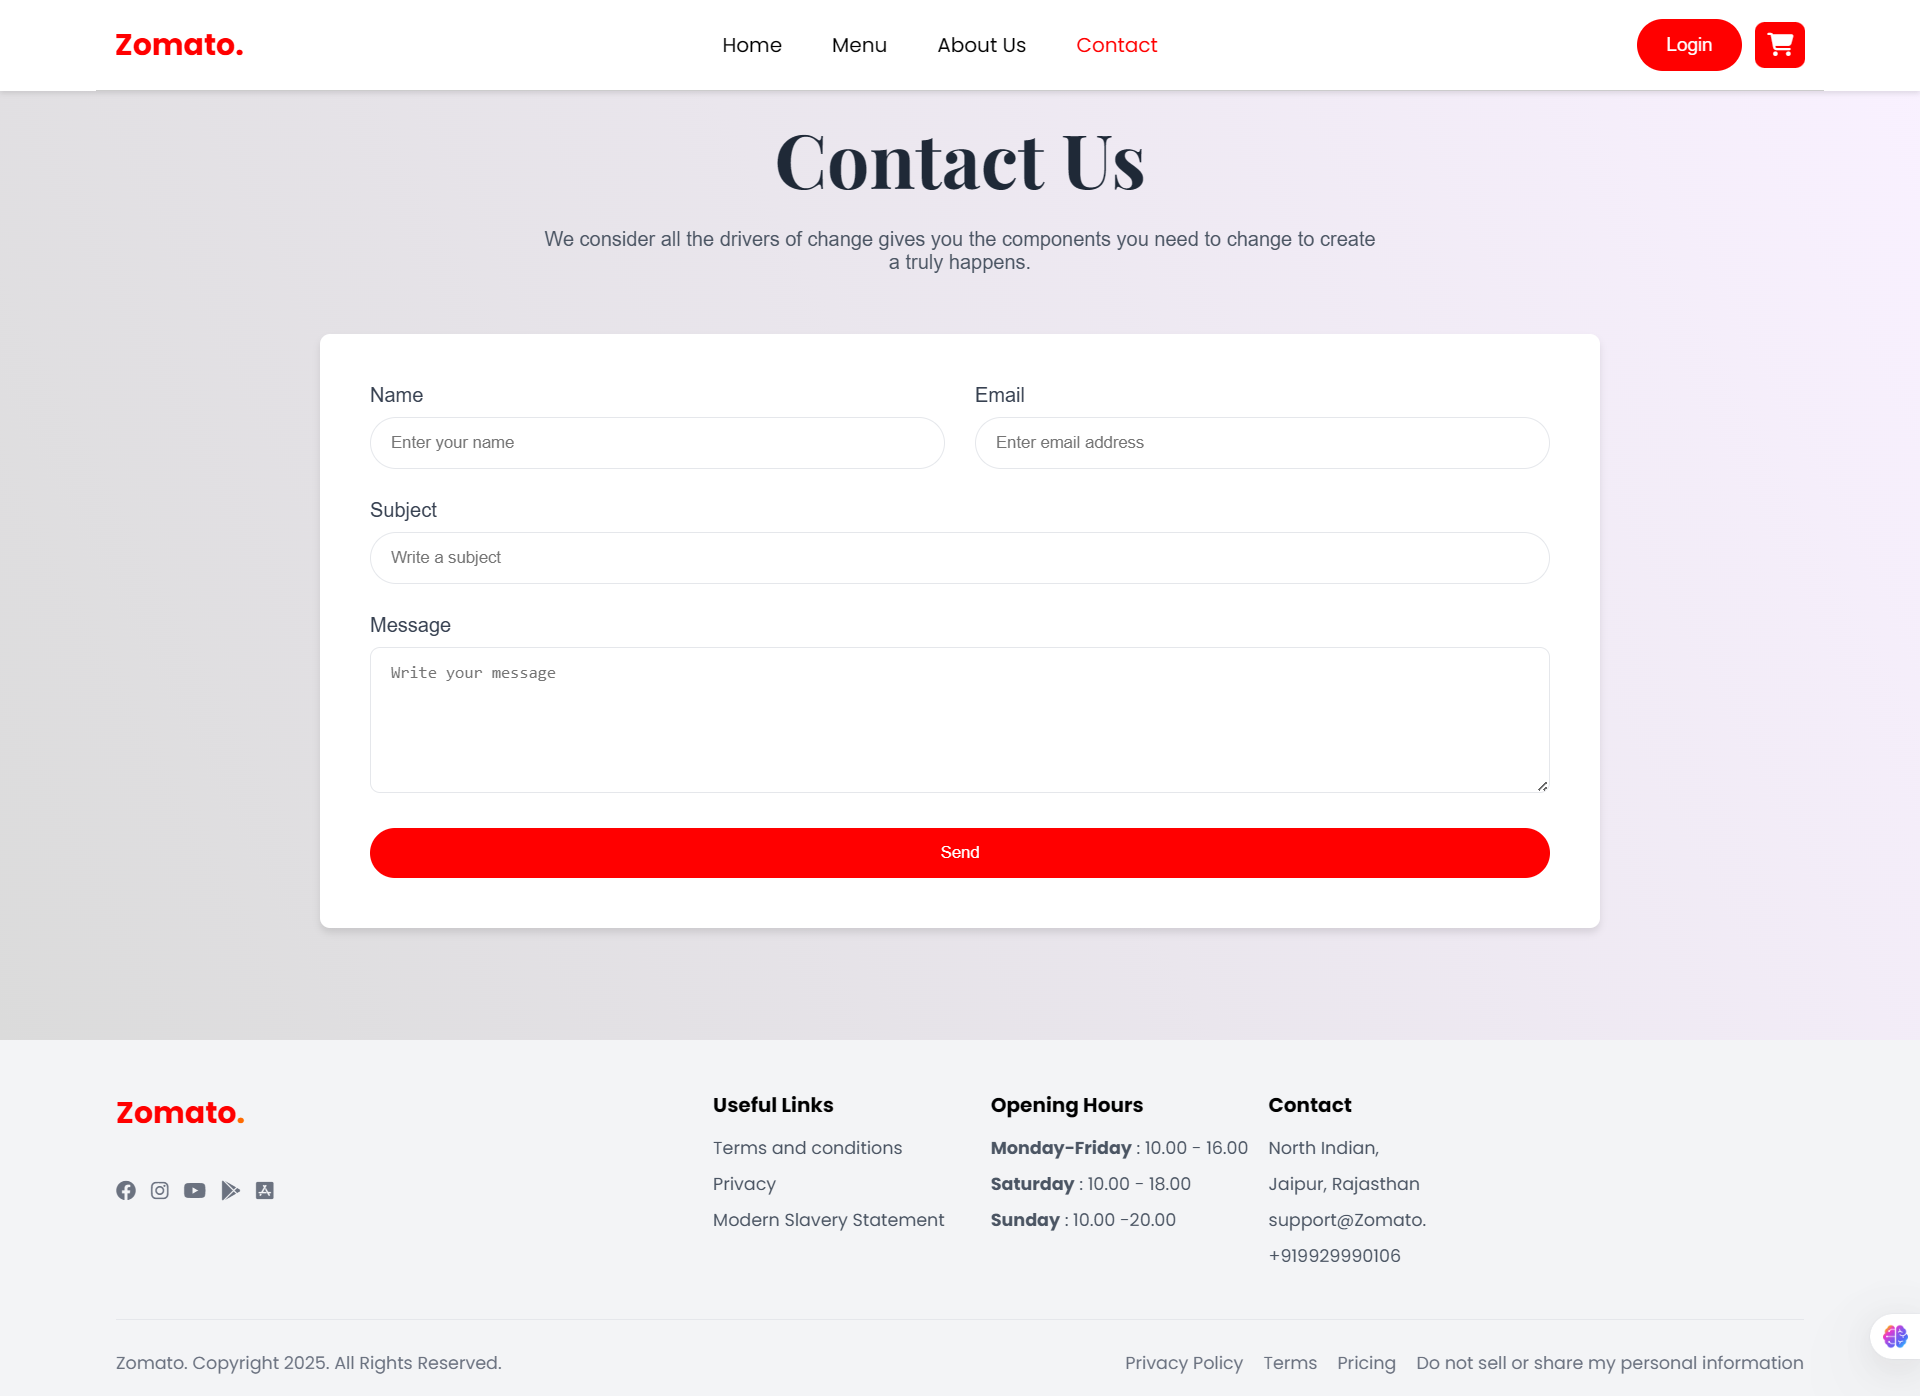 Zomato.
Home Menu About Us Contact
Login
Contact Us
We consider all the drivers of change gives you the components you need to change to create
a truly happens.
Name
Enter your name
Email
Enter email address
Subject
Write a subject
Message
Write your message
Send
Zomato.
Useful Links
Terms and conditions
Privacy
Modern Slavery Statement
Opening Hours
Monday-Friday : 10.00 - 16.00
Saturday : 10.00 - 18.00
Sunday : 10.00 -20.00
Contact
North Indian,
Jaipur, Rajasthan
support@Zomato.
+919929990106
Zomato. Copyright 2025. All Rights Reserved.
Privacy Policy Terms Pricing Do not sell or share my personal information